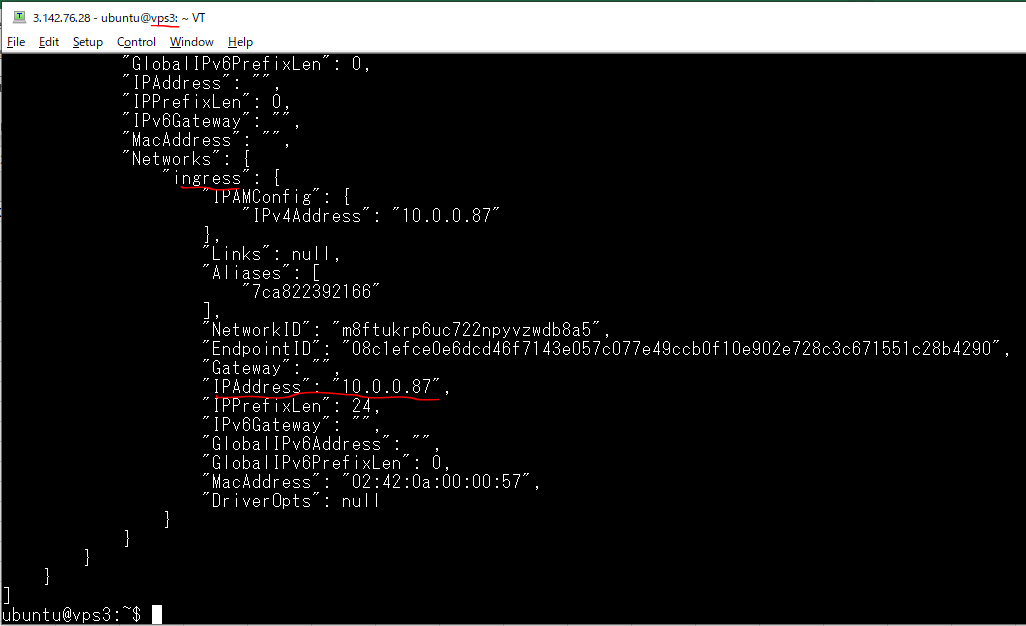 3.142.76.28 - ubuntu@vps3: ~ VT
File Edit Setup Control Window Help
"GlobalIPv6PrefixLen": 0,
"IPAddress": "",
"IPPrefixLen": 0,
"IPv6Gateway": "",
"MacAddress": "",
"Networks": {
"ingress": {
"IPAMConfig": {
"IPv4Address": "10.0.0.87"
},
"Links": null,
"Aliases": [
"7ca822392166"
],
"NetworkID": "m8ftukrp6uc722npyvzwdb8a5",
"EndpointID": "08c1efce0e6dcd46f7143e057c077e49ccb0f10e902e728c3c671551c28b4290",
"Gateway": "",
"IPAddress": "10.0.0.87",
"IPPrefixLen": 24,
"IPv6Gateway": "",
"GlobalIPv6Address": "",
"GlobalIPv6PrefixLen": 0,
"MacAddress": "02:42:0a:00:00:57",
"DriverOpts": null
}
}
}
}
]
ubuntu@vps3:~$